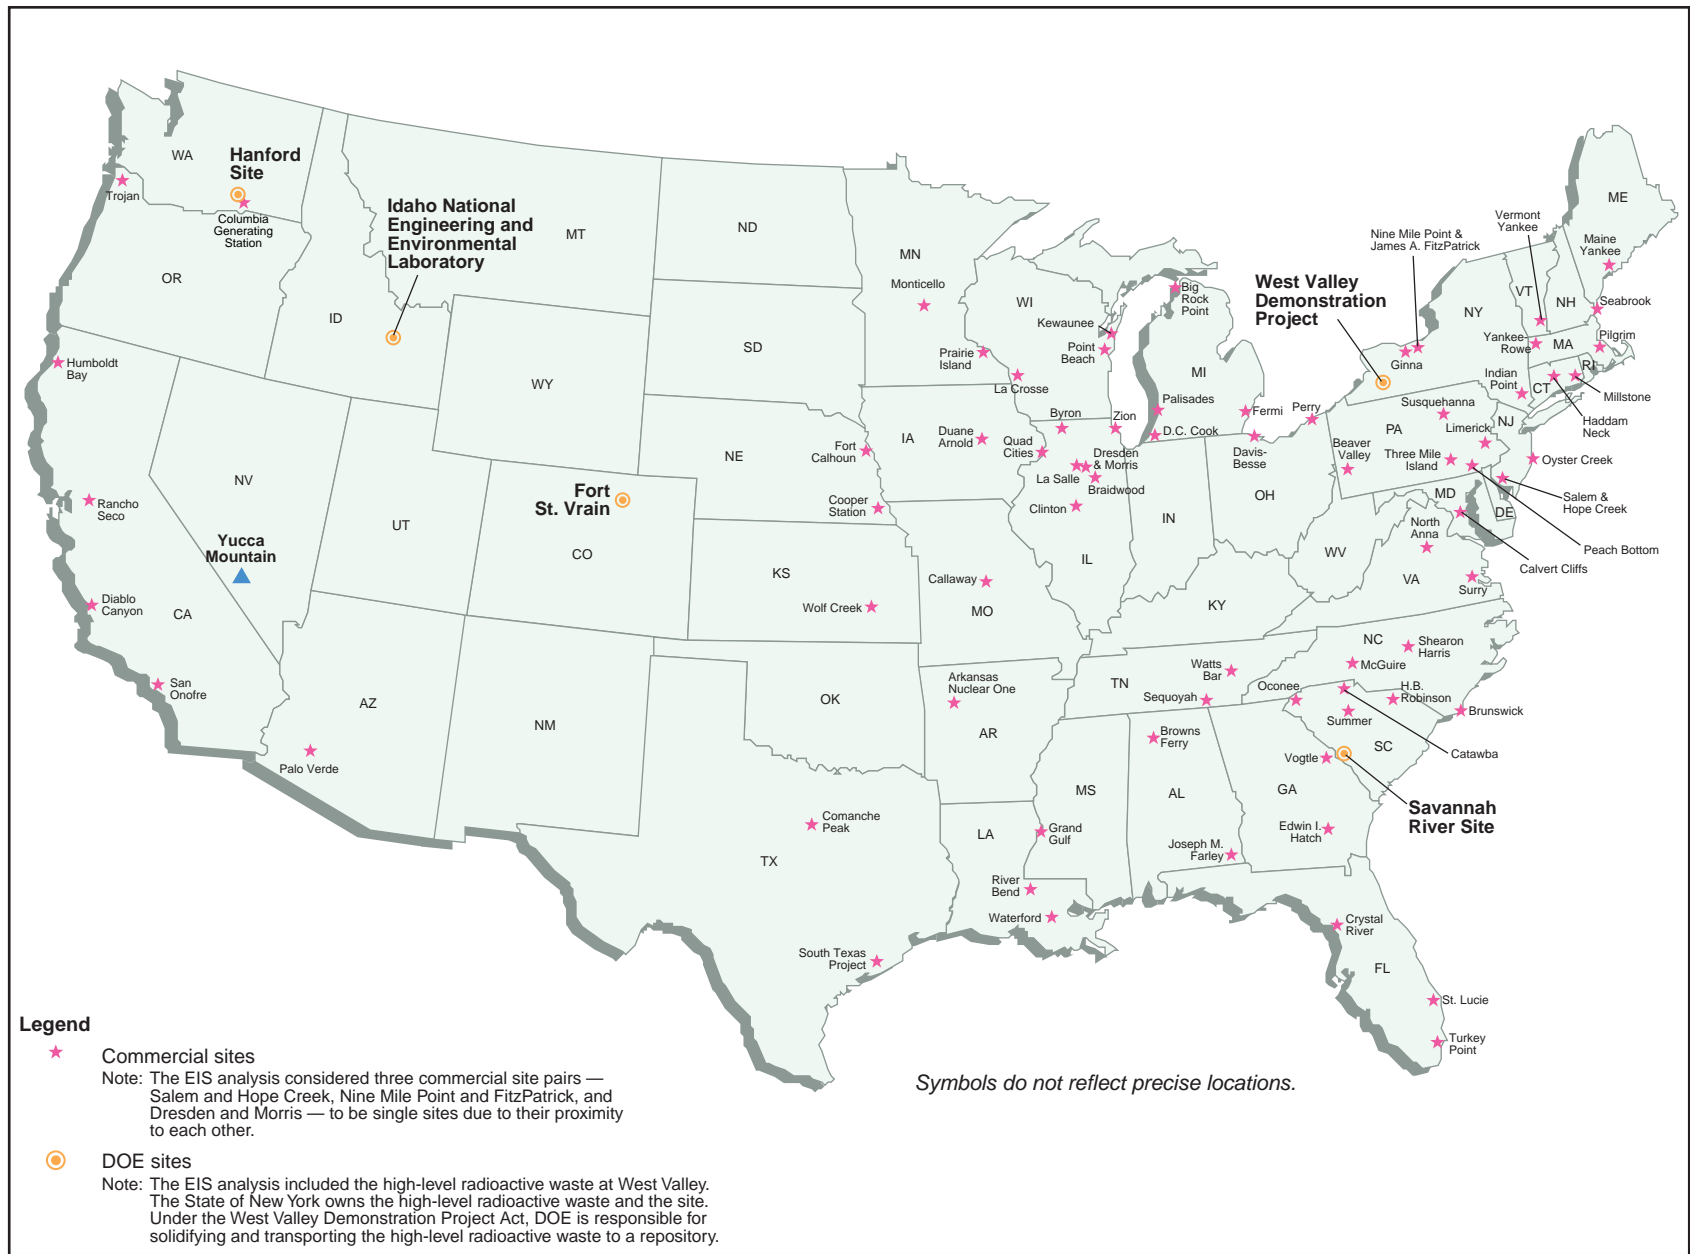 WA
Hanford
Site
Trojan
Columbia
Generating
Station
OR
Idaho National
Engineering and
Environmental
Laboratory
MT
ID
ND
SD
WY
MN
Monticello
WI
Kewaunee
Point
Beach
Prairie
Island
La Crosse
Big
Rock
Point
MI
Palisades
D.C. Cook
Fermi
Perry
Davis-
Besse
West Valley
Demonstration
Project
Nine Mile Point &
James A. FitzPatrick
Vermont
Yankee
ME
Maine
Yankee
VT
NH
NY
Seabrook
Yankee-
Rowe
MA
Pilgrim
Ginna
RI
CT
Indian
Point
Millstone
Haddam
Neck
Susquehanna
NJ
PA
Limerick
Beaver
Valley
Three Mile
Island
Oyster Creek
Salem &
Hope Creek
MD
DE
Peach Bottom
Calvert Cliffs
North
Anna
WV
VA
Surry
Humboldt
Bay
NV
Rancho
Seco
Yucca
Mountain
Diablo
Canyon
CA
San
Onofre
UT
Fort
St. Vrain
CO
NE
Fort
Calhoun
Cooper
Station
IA
Duane
Arnold
Quad
Cities
Byron
Zion
Dresden
& Morris
La Salle
Braidwood
Clinton
IL
IN
OH
KS
Wolf Creek
Callaway
MO
KY
AZ
Palo Verde
NM
OK
Arkansas
Nuclear One
AR
TN
Watts
Bar
Sequoyah
NC
Shearon
Harris
McGuire
Oconee
H.B.
Robinson
Summer
Brunswick
SC
Catawba
Browns
Ferry
Vogtle
Savannah
River Site
MS
AL
GA
Edwin I.
Hatch
Joseph M.
Farley
Comanche
Peak
TX
LA
Grand
Gulf
River
Bend
Waterford
South Texas
Project
Crystal
River
FL
St. Lucie
Turkey
Point
Symbols do not reflect precise locations.
Legend
Commercial sites
Note: The EIS analysis considered three commercial site pairs —
Salem and Hope Creek, Nine Mile Point and FitzPatrick, and
Dresden and Morris — to be single sites due to their proximity
to each other.
DOE sites
Note: The EIS analysis included the high-level radioactive waste at West Valley.
The State of New York owns the high-level radioactive waste and the site.
Under the West Valley Demonstration Project Act, DOE is responsible for
solidifying and transporting the high-level radioactive waste to a repository.